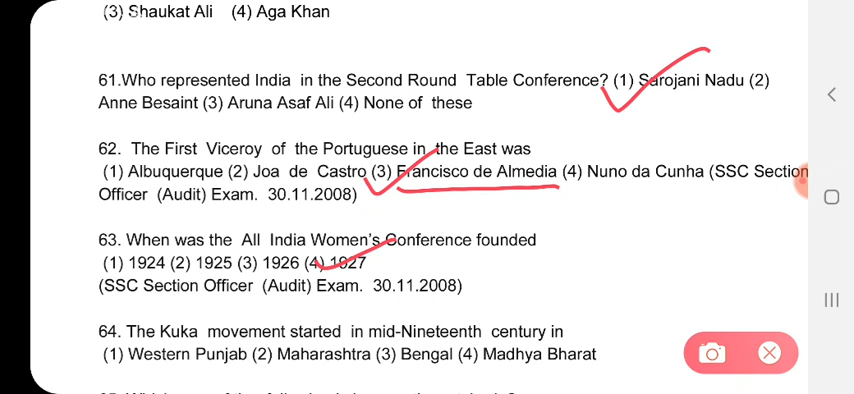 (3) Shaukat Ali (4) Aga Khan
61.Who represented India in the Second Round Table Conference? (1) Sarojani Nadu (2)
Anne Besaint (3) Aruna Asaf Ali (4) None of these
62. The First Viceroy of the Portuguese in the East was
(1) Albuquerque (2) Joa de Castro (3) Francisco de Almedia (4) Nuno da Cunha (SSC Section
Officer (Audit) Exam. 30.11.2008)
63. When was the All India Women's Conference founded
(1) 1924 (2) 1925 (3) 1926 (4) 1927
(SSC Section Officer (Audit) Exam. 30.11.2008)
64. The Kuka movement started in mid-Nineteenth century in
(1) Western Punjab (2) Maharashtra (3) Bengal (4) Madhya Bharat